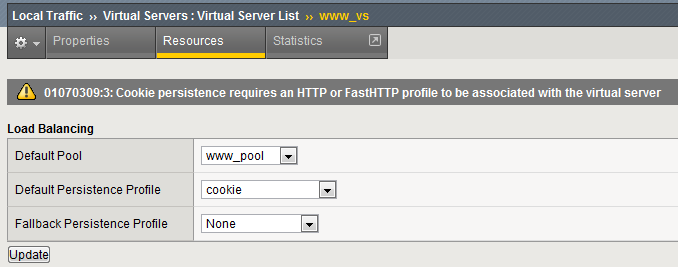 Local Traffic ›› Virtual Servers : Virtual Server List ›› www_vs
Properties Resources Statistics
01070309:3: Cookie persistence requires an HTTP or FastHTTP profile to be associated with the virtual server
Load Balancing
Default Pool www_pool
Default Persistence Profile cookie
Fallback Persistence Profile None
Update